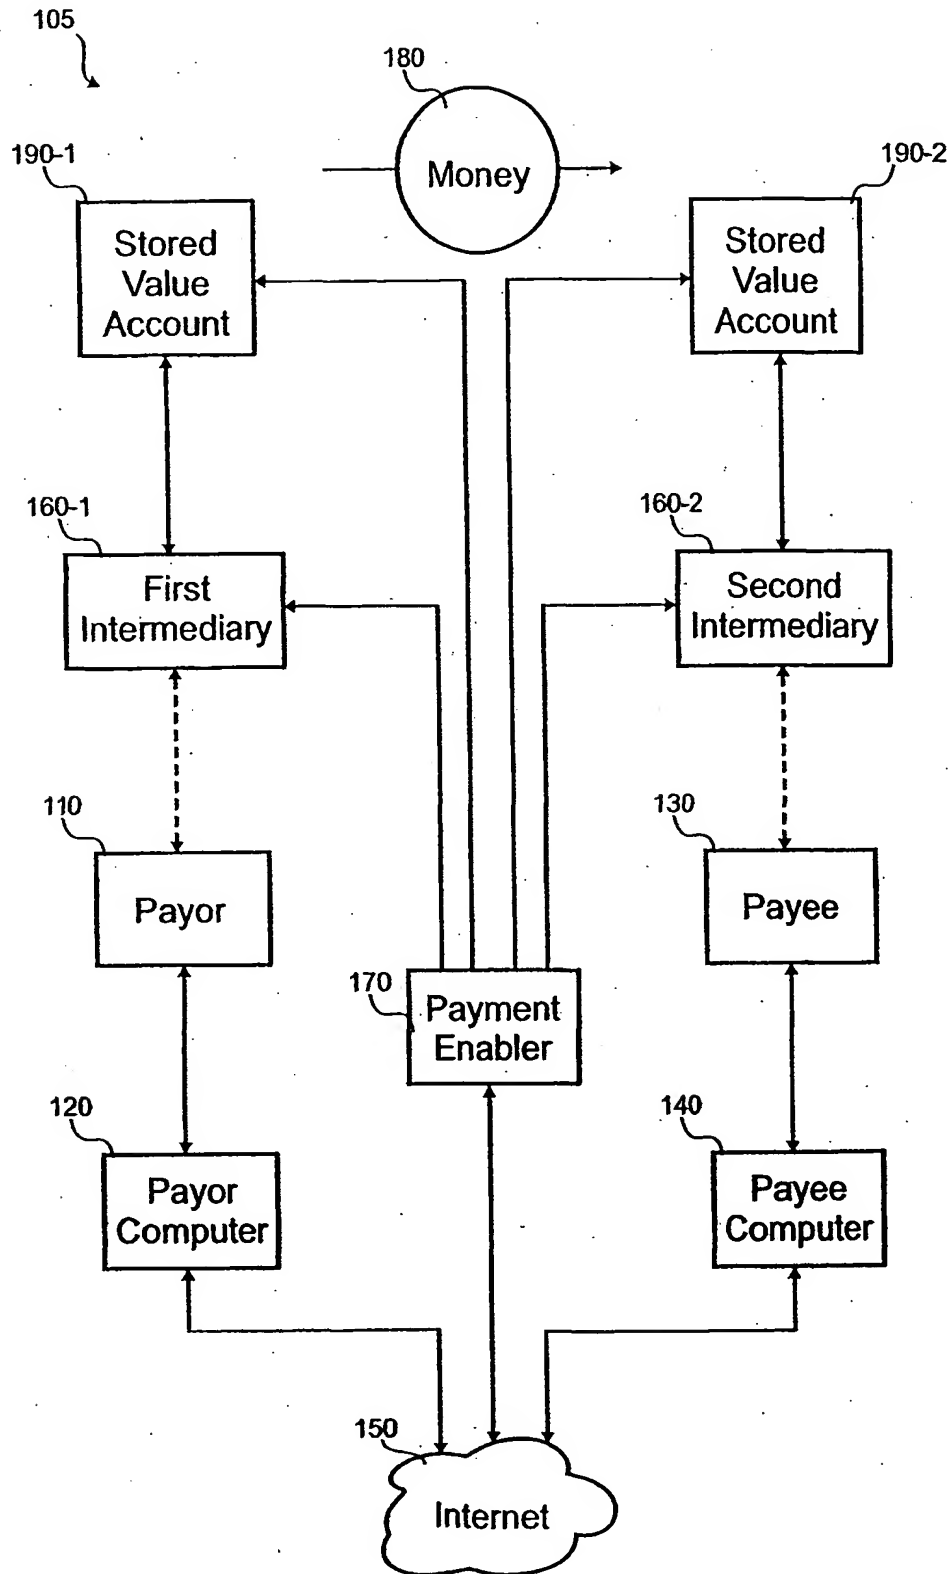 105
180
Money
190-1
190-2
Stored
Value
Account
Stored
Value
Account
160-1
160-2
First
Intermediary
Second
Intermediary
110
130
Payor
Payee
170
Payment
Enabler
120
140
Payor
Computer
Payee
Computer
150
Internet